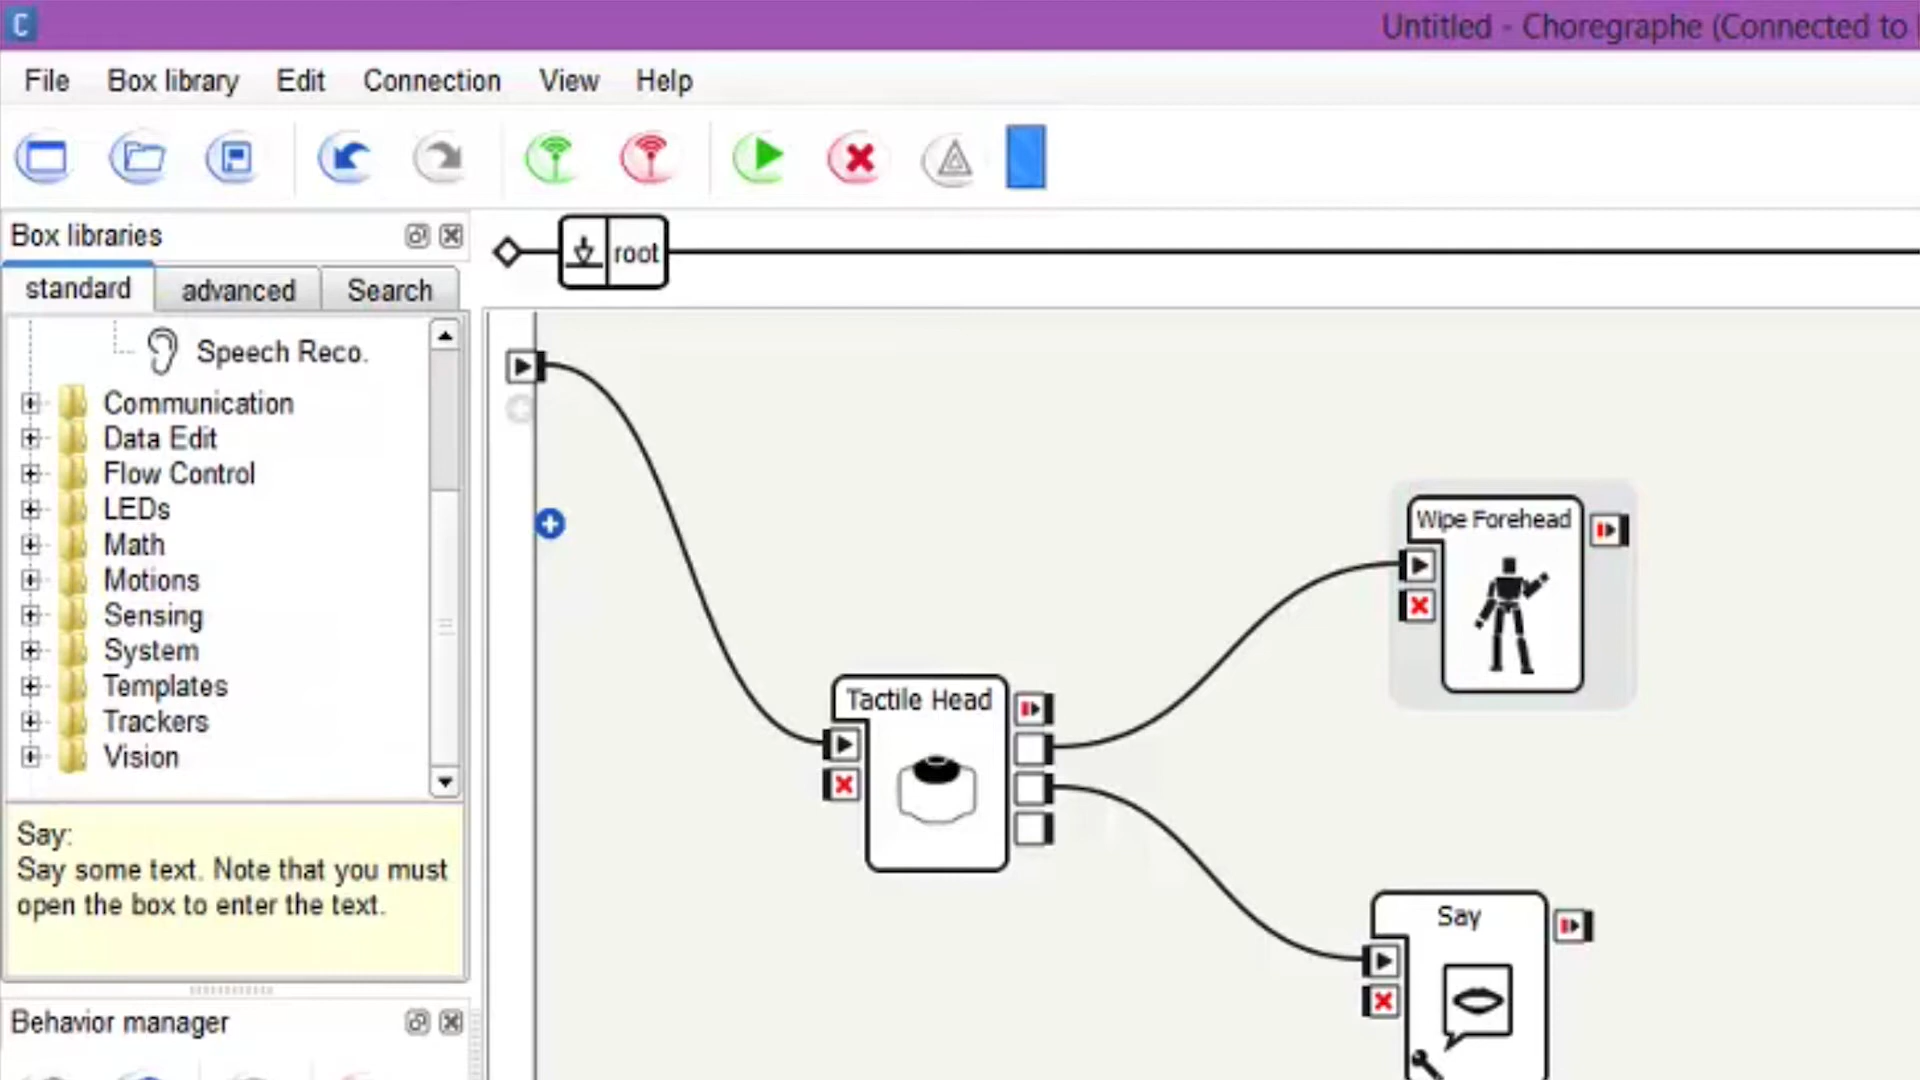 Untitled - Choregraphe (Connected to
File Box library Edit Connection View Help
Box libraries
root
standard advanced Search
Speech Reco.
Communication
Data Edit
Flow Control
LEDs
Math
Motions
Sensing
System
Templates
Trackers
Vision
Wipe Forehead
Tactile Head
Say
Say:
Say some text. Note that you must
open the box to enter the text.
Behavior manager